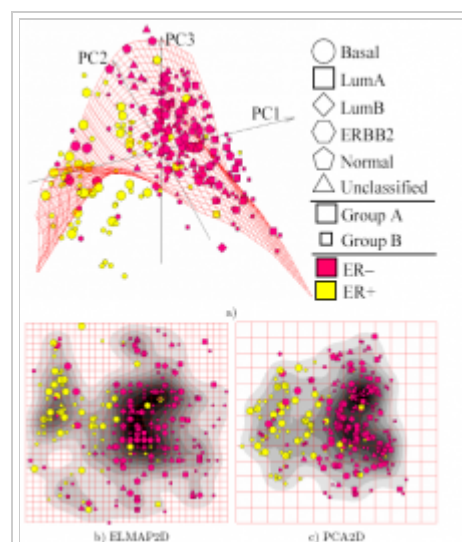 PC3
PC2
PC1
Basal
LumA
LumB
ERBB2
Normal
Unclassified
Group A
Group B
ER–
ER+
a)
b) ELMAP2D
c) PCA2D